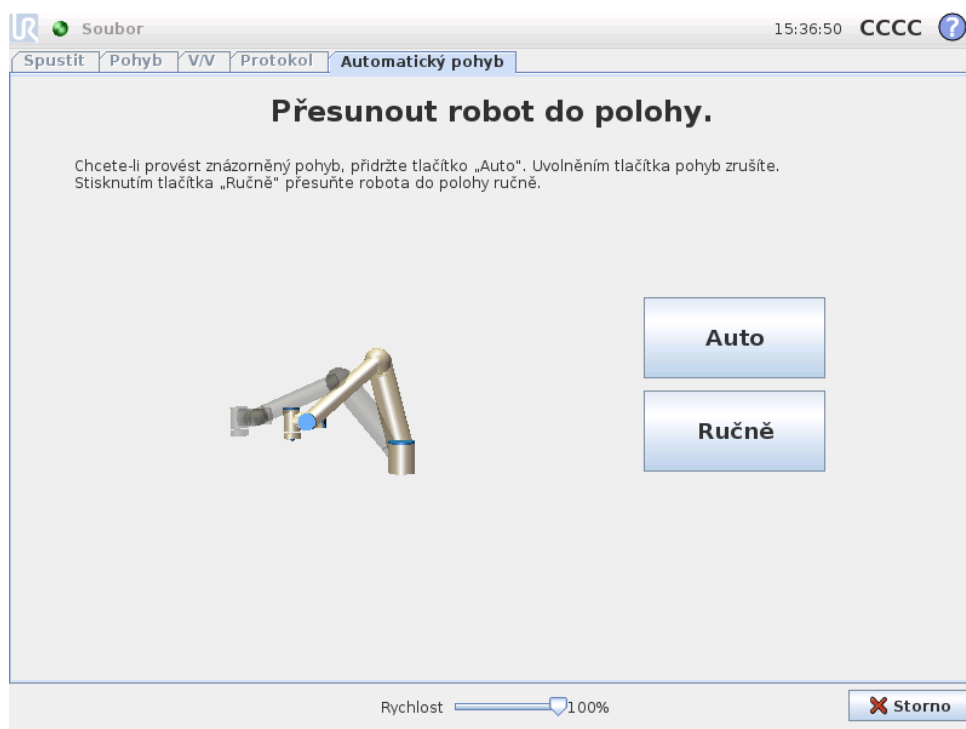 UR Soubor 15:36:50 CCCC ?
Spustit Pohyb V/V Protokol Automatický pohyb
Přesunout robot do polohy.
Chcete-li provést znázorněný pohyb, přidržte tlačítko „Auto". Uvolněním tlačítka pohyb zrušíte.
Stisknutím tlačítka „Ručně" přesuňte robota do polohy ručně.
Auto
Ručně
Rychlost 100% Storno